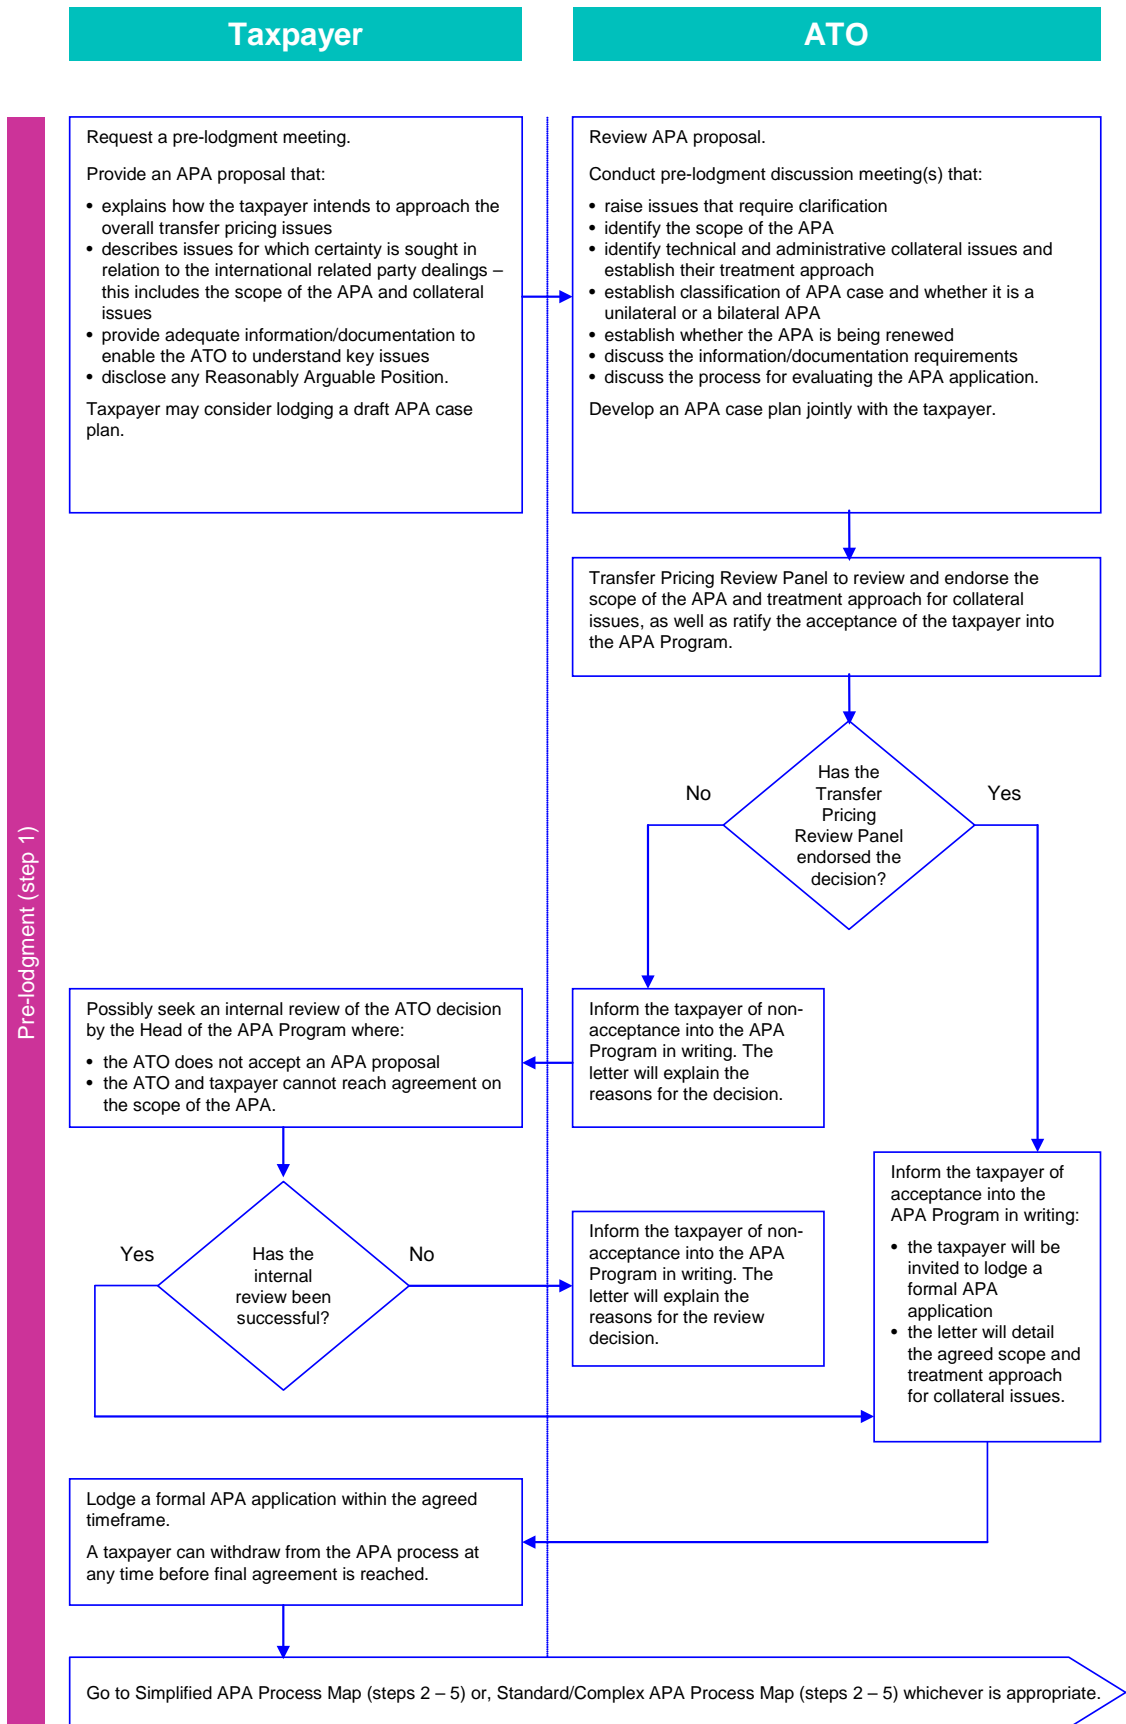 Taxpayer
ATO
Pre-lodgment (step 1)
Request a pre-lodgment meeting.
Provide an APA proposal that:
• explains how the taxpayer intends to approach the
overall transfer pricing issues
• describes issues for which certainty is sought in
relation to the international related party dealings –
this includes the scope of the APA and collateral
issues
• provide adequate information/documentation to
enable the ATO to understand key issues
• disclose any Reasonably Arguable Position.
Taxpayer may consider lodging a draft APA case
plan.
Review APA proposal.
Conduct pre-lodgment discussion meeting(s) that:
• raise issues that require clarification
• identify the scope of the APA
• identify technical and administrative collateral issues and
establish their treatment approach
• establish classification of APA case and whether it is a
unilateral or a bilateral APA
• establish whether the APA is being renewed
• discuss the information/documentation requirements
• discuss the process for evaluating the APA application.
Develop an APA case plan jointly with the taxpayer.
Transfer Pricing Review Panel to review and endorse the
scope of the APA and treatment approach for collateral
issues, as well as ratify the acceptance of the taxpayer into
the APA Program.
Has the
Transfer
Pricing
Review Panel
endorsed the
decision?
No
Yes
Inform the taxpayer of non-
acceptance into the APA
Program in writing. The
letter will explain the
reasons for the decision.
Possibly seek an internal review of the ATO decision
by the Head of the APA Program where:
• the ATO does not accept an APA proposal
• the ATO and taxpayer cannot reach agreement on
the scope of the APA.
Has the
internal
review been
successful?
Yes
No
Inform the taxpayer of non-
acceptance into the APA
Program in writing. The
letter will explain the
reasons for the review
decision.
Inform the taxpayer of
acceptance into the
APA Program in writing:
• the taxpayer will be
invited to lodge a
formal APA
application
• the letter will detail
the agreed scope and
treatment approach
for collateral issues.
Lodge a formal APA application within the agreed
timeframe.
A taxpayer can withdraw from the APA process at
any time before final agreement is reached.
Go to Simplified APA Process Map (steps 2 – 5) or, Standard/Complex APA Process Map (steps 2 – 5) whichever is appropriate.